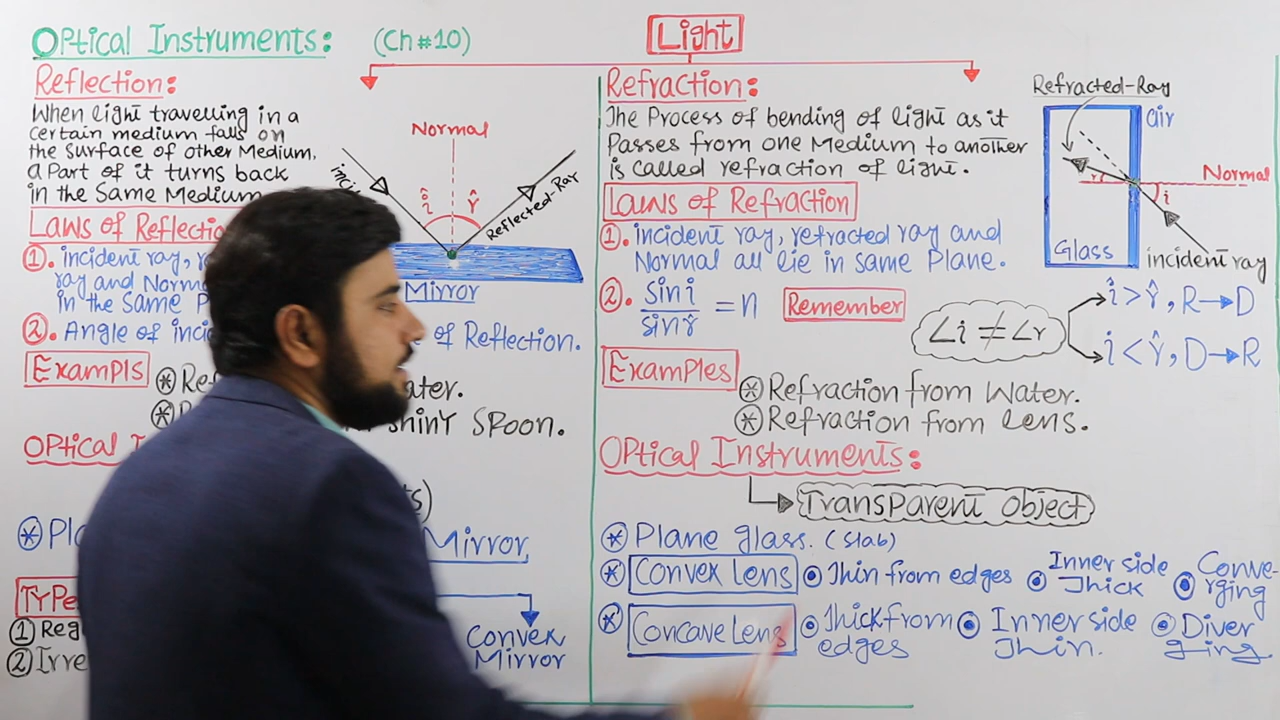 Optical Instruments: (Ch#10)
Light
Reflection:
When light travelling in a
certain medium falls on
the surface of other Medium,
a Part of it turns back
in the Same Medium
Normal
î r̂
Reflected-Ray
Mirror
Laws of Reflectio
1. incident ray, r
ray and Norm
in the Same P
2. Angle of inci of Reflection.
Exampls
Ref ater.
shiny Spoon.
Optical I
ts)
Pla Mirror,
Type
1 Reg
2 Irre
Convex
Mirror
Refraction:
The Process of bending of light as it
Passes from one Medium to another
is called refraction of light.
Refracted-Ray
air
Normal
r i
Glass
incident ray
Laws of Refraction
1. incident ray, refracted ray and
Normal all lie in same Plane.
2. sin i / sin r̂ = n
Remember
∠i ≠ ∠r
î > r̂, R→D
î < r̂, D→R
Examples
Refraction from Water.
Refraction from lens.
Optical Instruments:
Transparent object
* Plane glass. (slab)
* Convex lens Thin from edges Inner side Thick Conve-rging
* Concave Lens Thick from edges Inner side Thin. Diver ging.